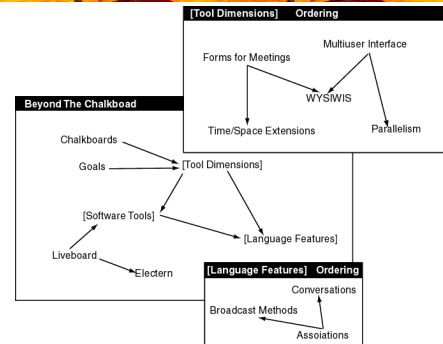 [Tool Dimensions] Ordering
Multiuser Interface
Forms for Meetings
WYSIWIS
Time/Space Extensions
Parallelism
Beyond The Chalkboad
Chalkboards
Goals
[Tool Dimensions]
[Software Tools]
[Language Features]
Liveboard
Electern
[Language Features] Ordering
Conversations
Broadcast Methods
Assoiations